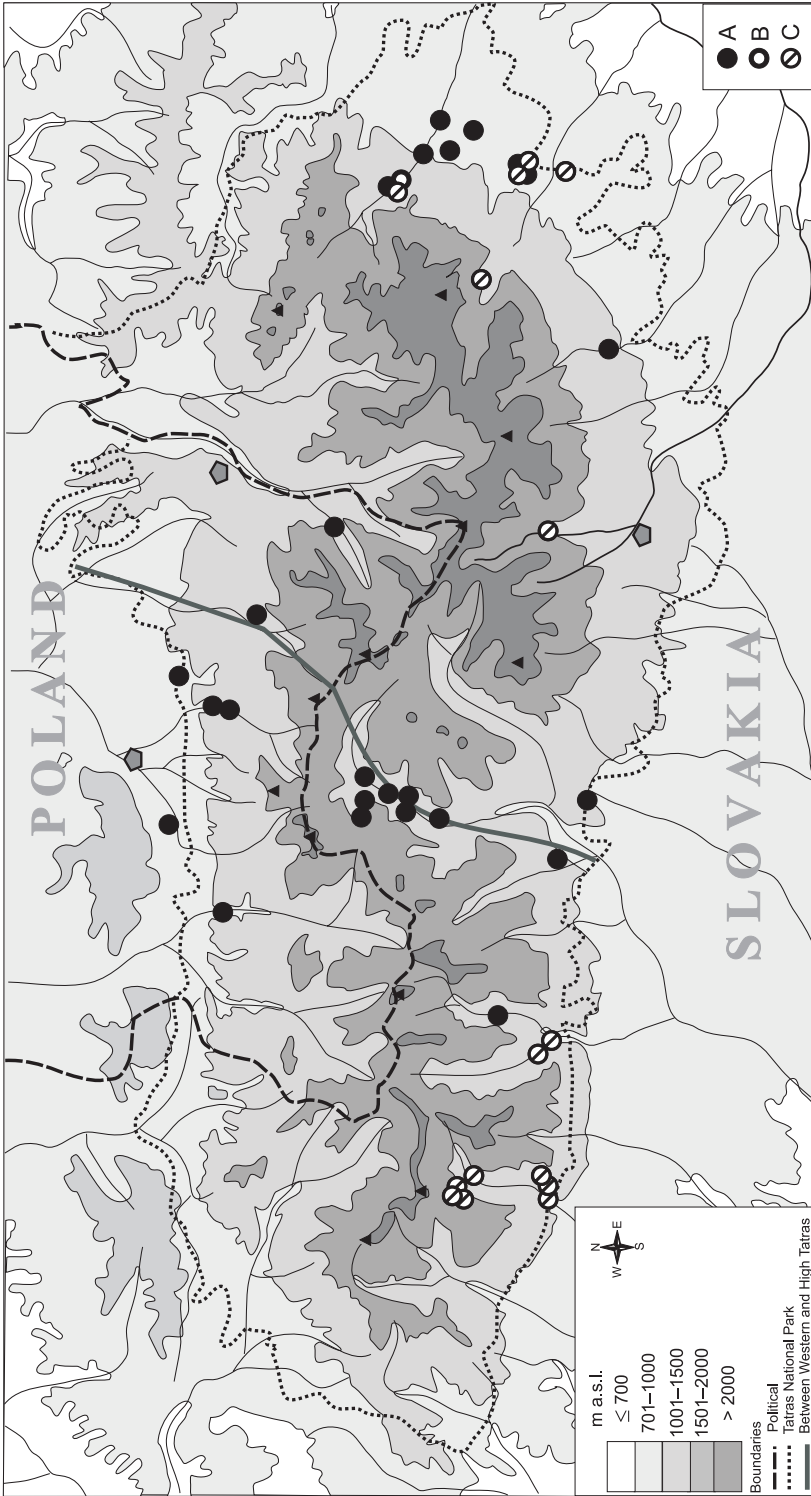 POLAND
SLOVAKIA
A
B
C
N
W E
S
m a.s.l.
≤ 700
701–1000
1001–1500
1501–2000
> 2000
Boundaries
Political
Tatras National Park
Between Western and High Tatras